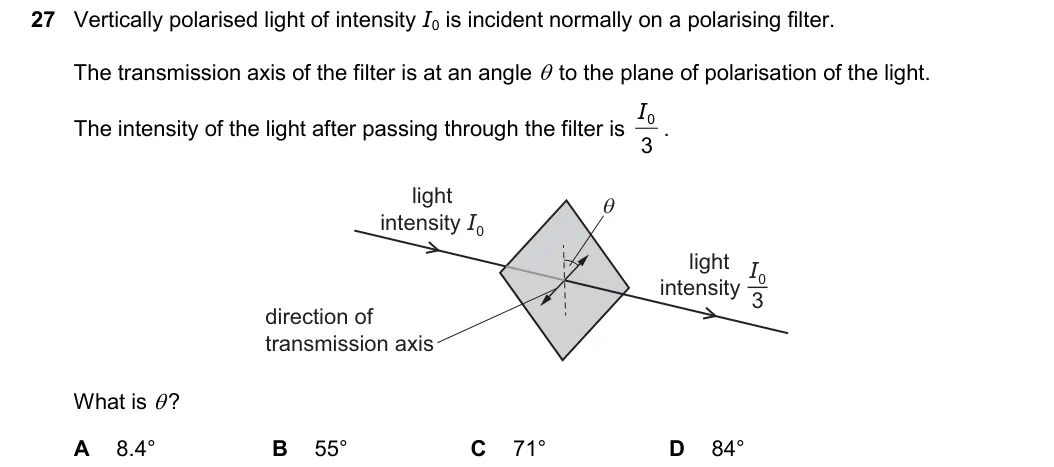 27 Vertically polarised light of intensity I₀ is incident normally on a polarising filter.
The transmission axis of the filter is at an angle θ to the plane of polarisation of the light.
The intensity of the light after passing through the filter is I₀/3.
light
intensity I₀
θ
light
intensity I₀/3
direction of
transmission axis
What is θ?
A 8.4° B 55° C 71° D 84°